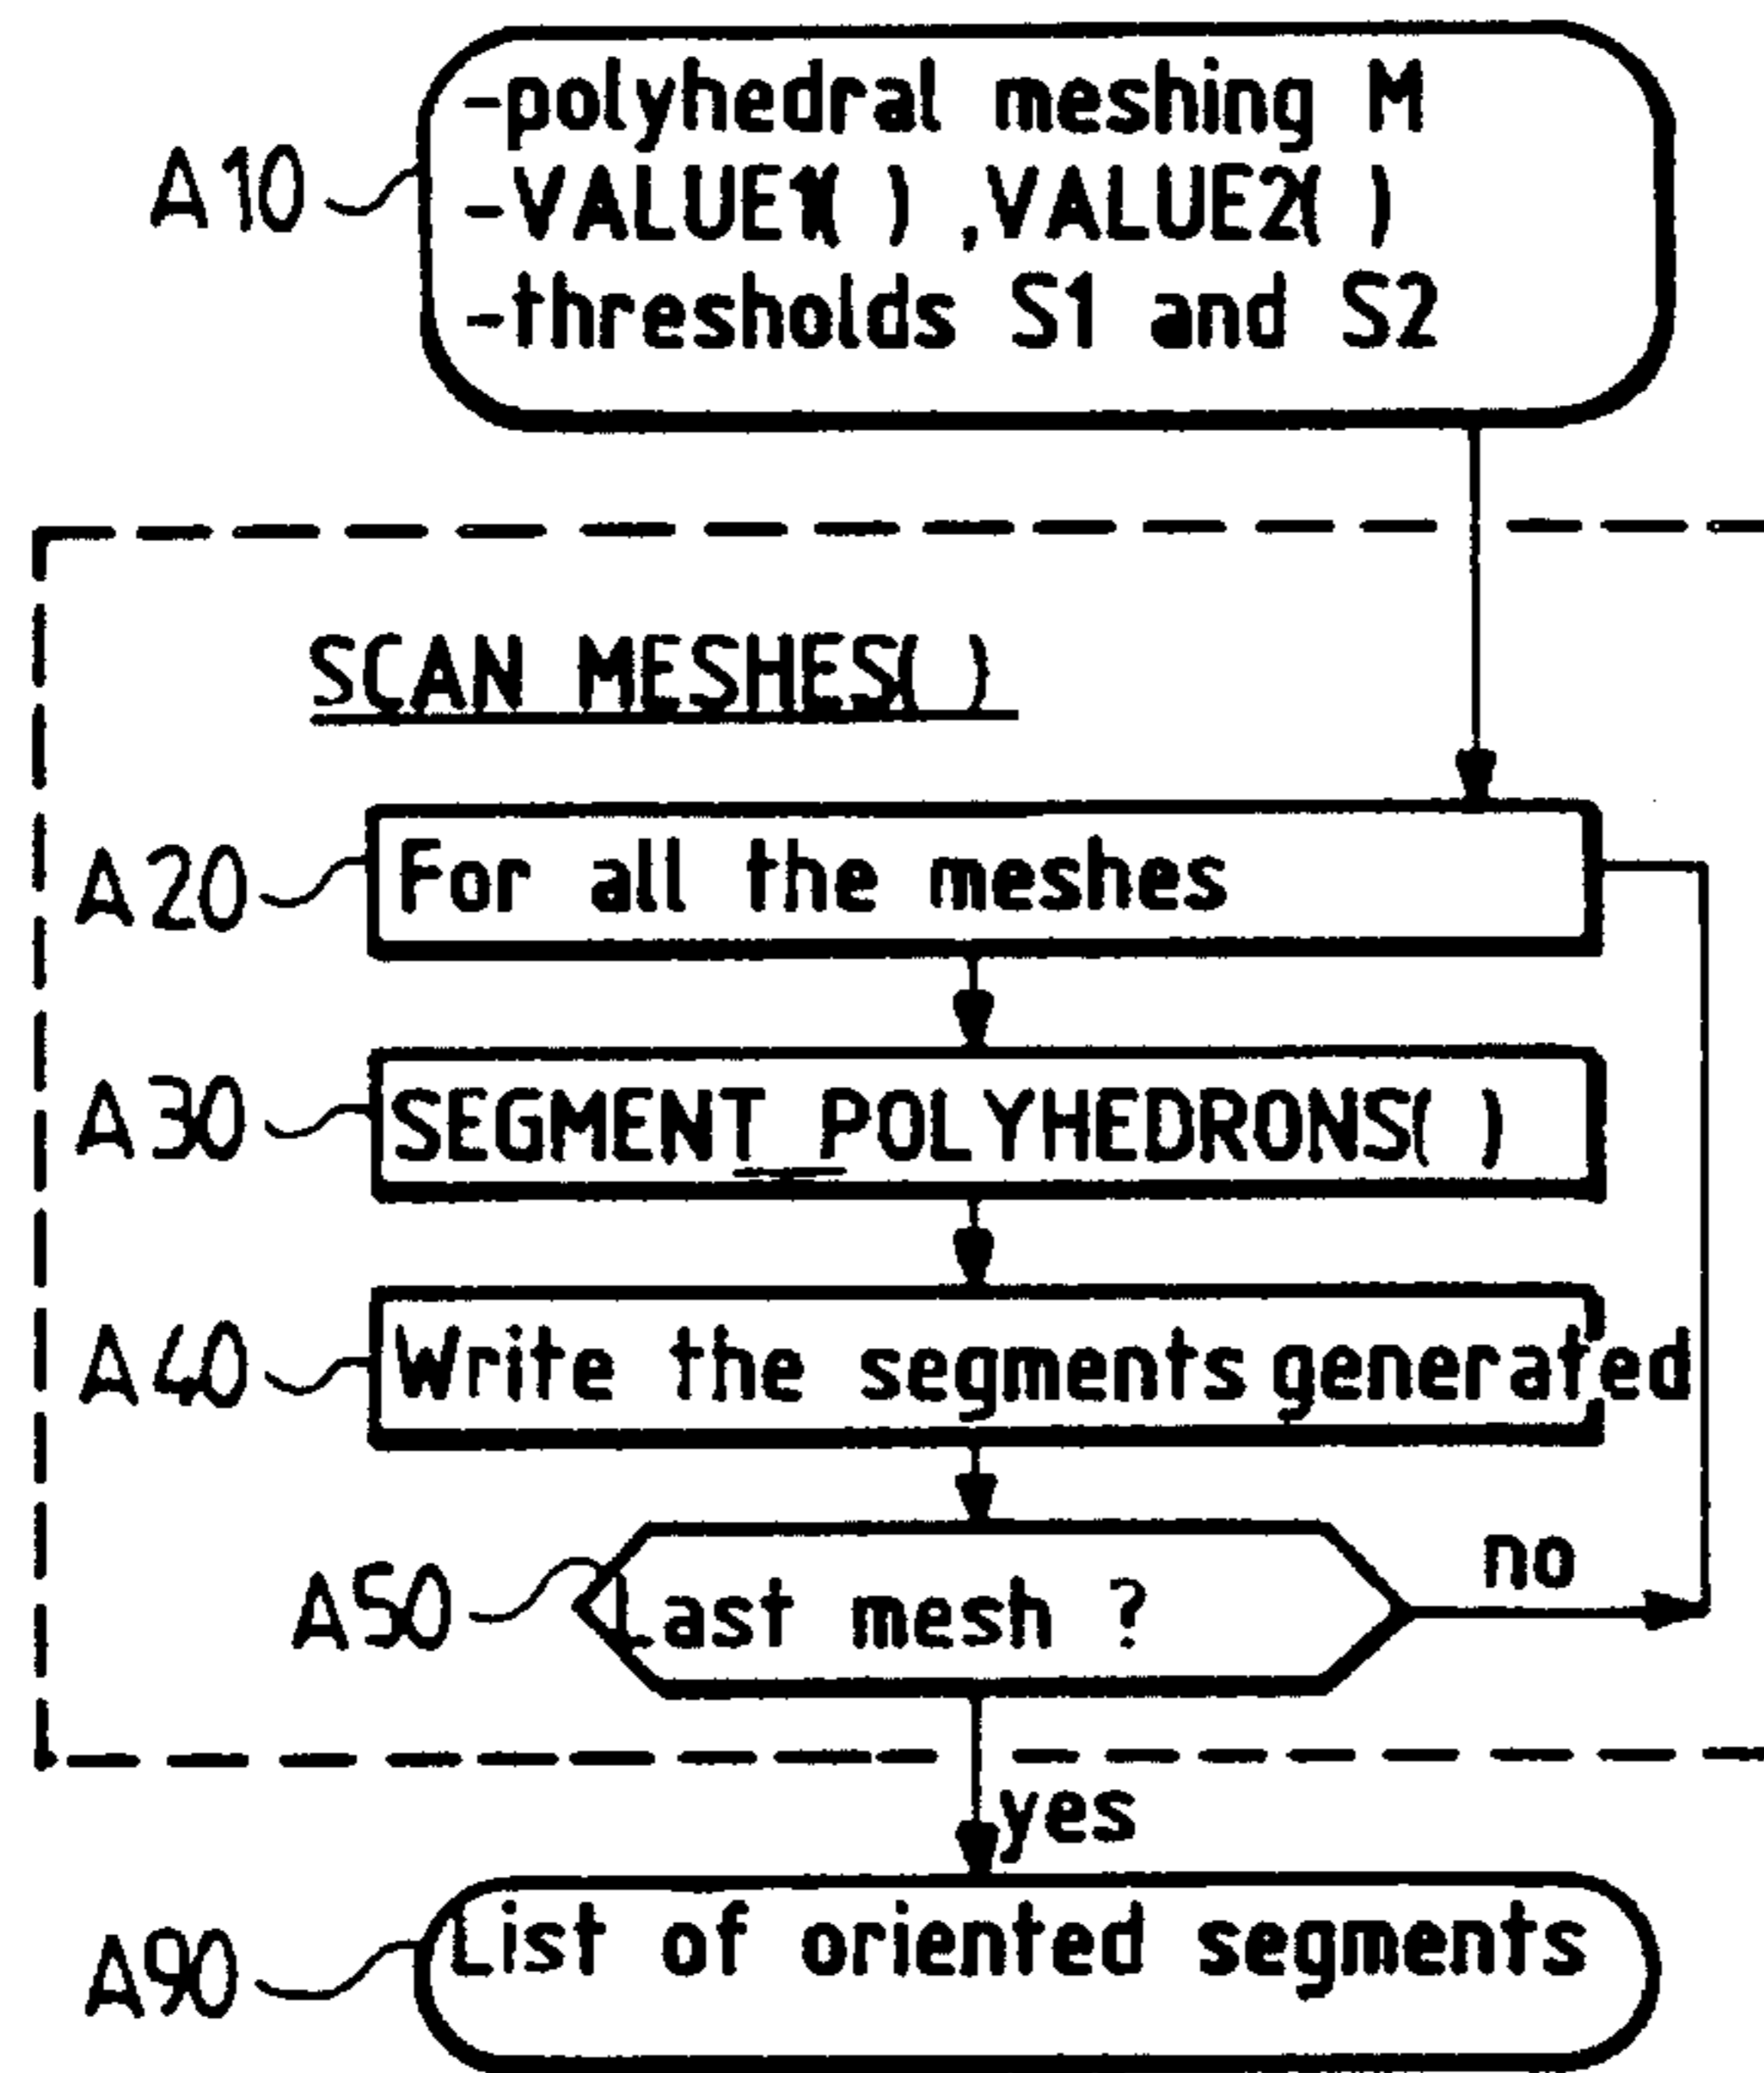 -polyhedral meshing M
A10
-VALUE1( ) ,VALUE2( )
-thresholds S1 and S2
SCAN MESHES( )
A20
For all the meshes
A30
SEGMENT_POLYHEDRONS( )
A40
Write the segments generated
A50
Last mesh ?
no
yes
A90
List of oriented segments